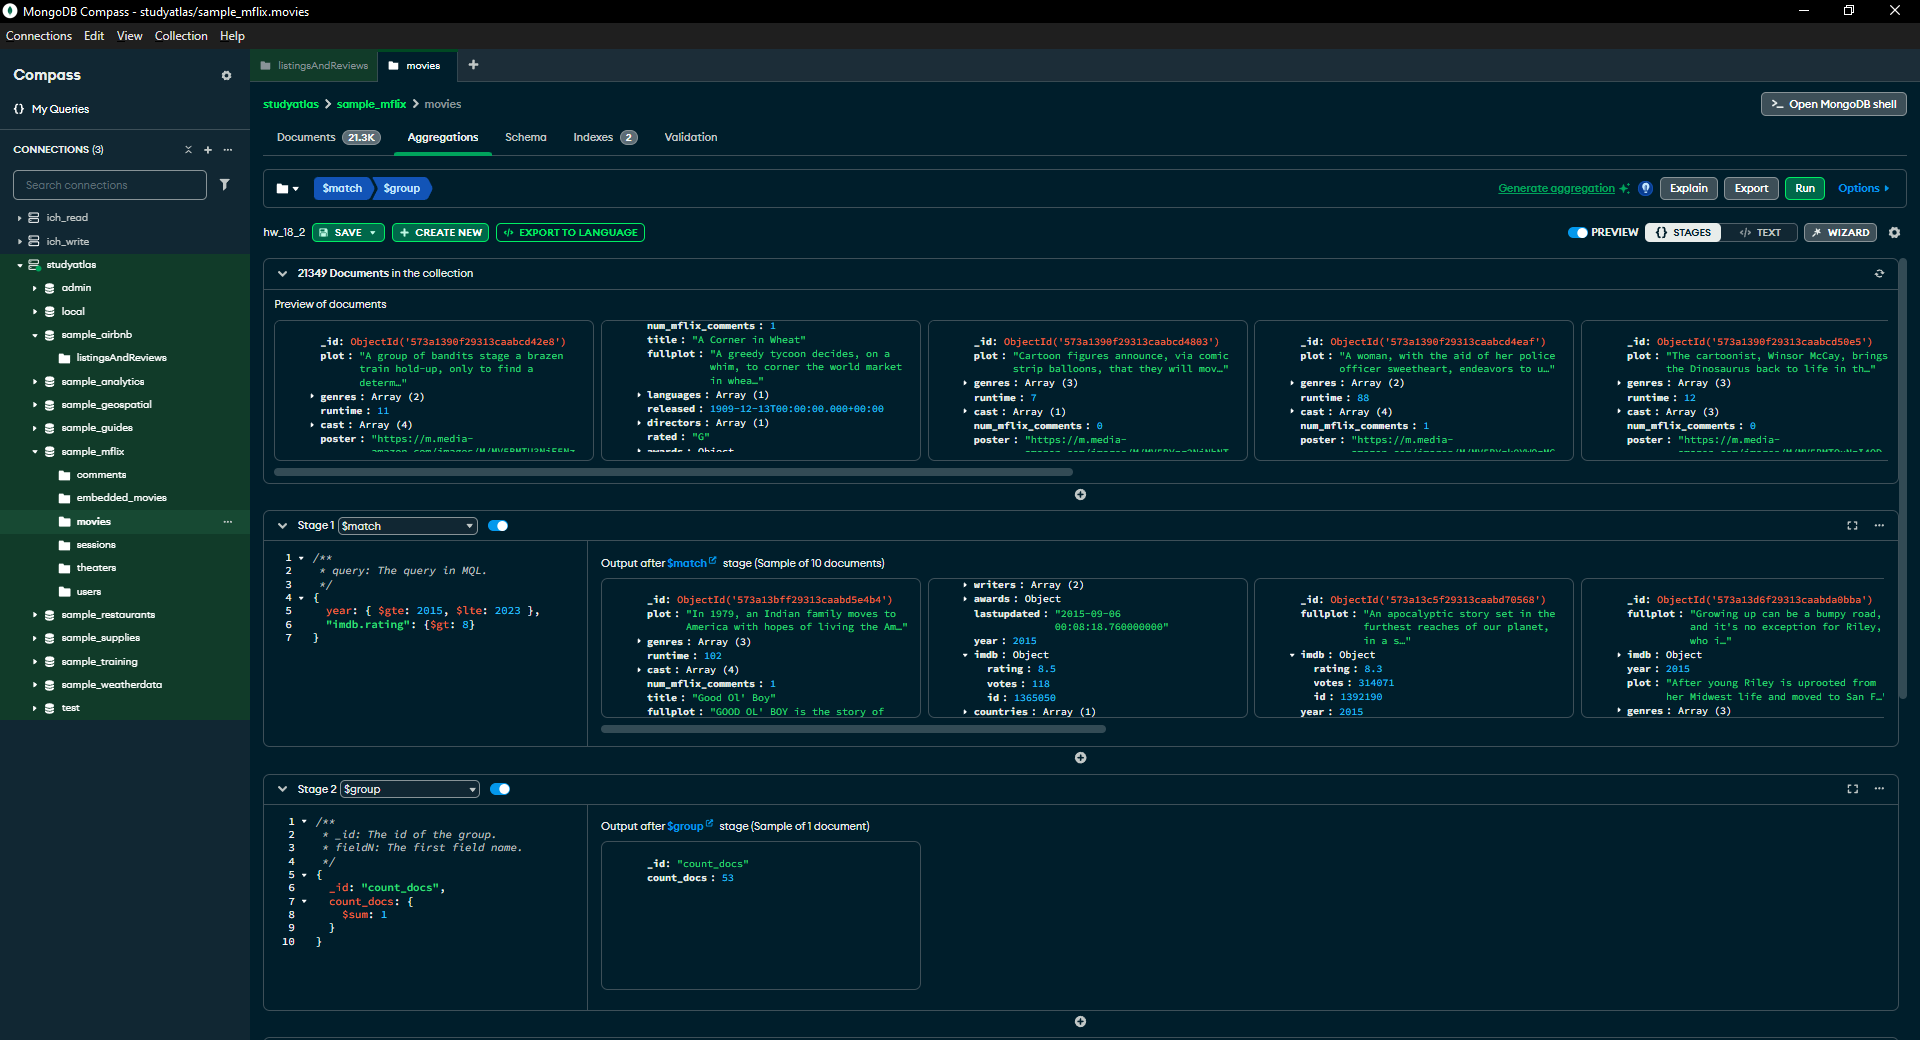 MongoDB Compass - studyatlas/sample_mflix.movies
Connections Edit View Collection Help
Compass
{} My Queries
CONNECTIONS (3)
Search connections
ich_read
ich_write
studyatlas
admin
local
sample_airbnb
listingsAndReviews
sample_analytics
sample_geospatial
sample_guides
sample_mflix
comments
embedded_movies
movies
sessions
theaters
users
sample_restaurants
sample_supplies
sample_training
sample_weatherdata
test
listingsAndReviews movies +
studyatlas > sample_mflix > movies
>_ Open MongoDB shell
Documents 21.3K Aggregations Schema Indexes 2 Validation
$match $group
Generate aggregation Explain Export Run Options
hw_18_2 SAVE + CREATE NEW </> EXPORT TO LANGUAGE
PREVIEW {} STAGES </> TEXT WIZARD
21349 Documents in the collection
Preview of documents
_id: ObjectId('573a1390f29313caabcd42e8')
plot : "A group of bandits stage a brazen
train hold-up, only to find a
determ…"
genres : Array (2)
runtime : 11
cast : Array (4)
poster : "https://m.media-
num_mflix_comments : 1
title : "A Corner in Wheat"
fullplot : "A greedy tycoon decides, on a
whim, to corner the world market
in whea…"
languages : Array (1)
released : 1909-12-13T00:00:00.000+00:00
directors : Array (1)
rated : "G"
awards : Object
_id: ObjectId('573a1390f29313caabcd4803')
plot : "Cartoon figures announce, via comic
strip balloons, that they will mov…"
genres : Array (3)
runtime : 7
cast : Array (1)
num_mflix_comments : 0
poster : "https://m.media-
_id: ObjectId('573a1390f29313caabcd4eaf')
plot : "A woman, with the aid of her police
officer sweetheart, endeavors to u…"
genres : Array (2)
runtime : 88
cast : Array (4)
num_mflix_comments : 1
poster : "https://m.media-
_id: ObjectId('573a1390f29313caabcd50e5')
plot : "The cartoonist, Winsor McCay, brings
the Dinosaurus back to life in th…"
genres : Array (3)
runtime : 12
cast : Array (3)
num_mflix_comments : 0
poster : "https://m.media-
Stage 1 $match
1 /**
2 * query: The query in MQL.
3 */
4 {
5 year: { $gte: 2015, $lte: 2023 },
6 "imdb.rating": {$gt: 8}
7 }
Output after $match stage (Sample of 10 documents)
_id: ObjectId('573a13bff29313caabd5e4b4')
plot : "In 1979, an Indian family moves to
America with hopes of living the Am…"
genres : Array (3)
runtime : 102
cast : Array (4)
num_mflix_comments : 1
title : "Good Ol' Boy"
fullplot : "GOOD OL' BOY is the story of
writers : Array (2)
awards : Object
lastupdated : "2015-09-06
00:08:18.760000000"
year : 2015
imdb : Object
rating : 8.5
votes : 118
id : 1365050
countries : Array (1)
_id: ObjectId('573a13c5f29313caabd70568')
fullplot : "An apocalyptic story set in the
furthest reaches of our planet,
in a s…"
imdb : Object
rating : 8.3
votes : 314071
id : 1392190
year : 2015
_id: ObjectId('573a13d6f29313caabda0bba')
fullplot : "Growing up can be a bumpy road,
and it's no exception for Riley,
who i…"
imdb : Object
year : 2015
plot : "After young Riley is uprooted from
her Midwest life and moved to San F…"
genres : Array (3)
Stage 2 $group
1 /**
2 * _id: The id of the group.
3 * fieldN: The first field name.
4 */
5 {
6 _id: "count_docs",
7 count_docs: {
8 $sum: 1
9 }
10 }
Output after $group stage (Sample of 1 document)
_id: "count_docs"
count_docs : 53